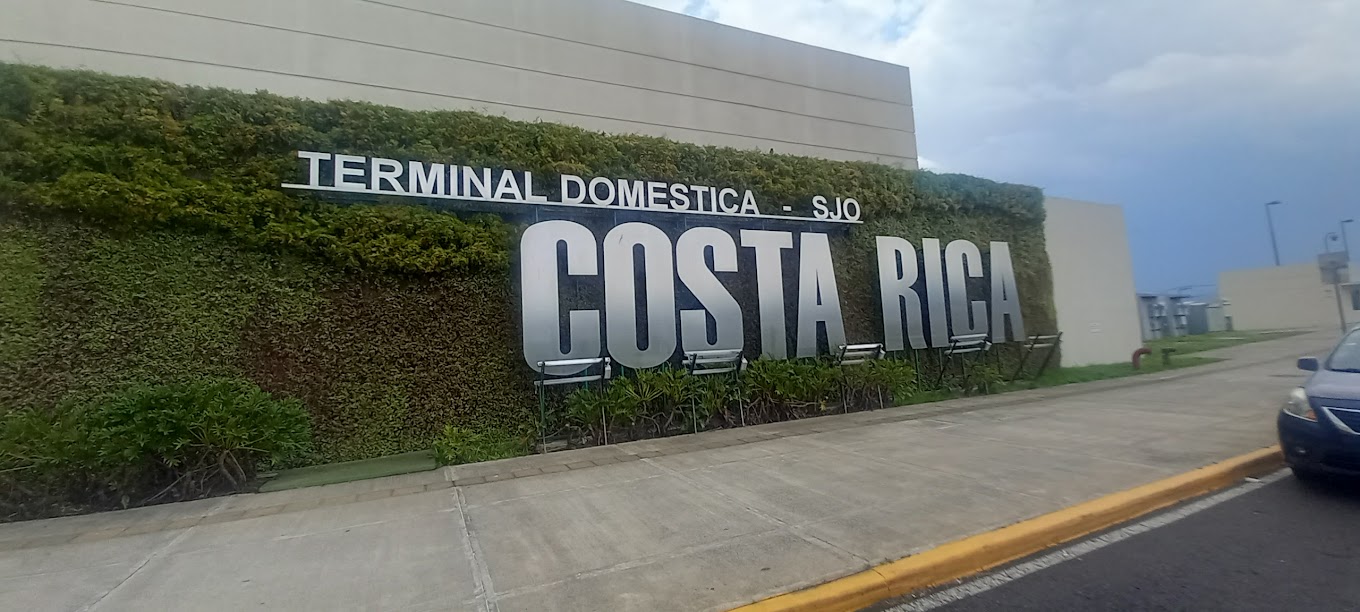 TERMINAL DOMESTICA - SJO
COSTA RICA